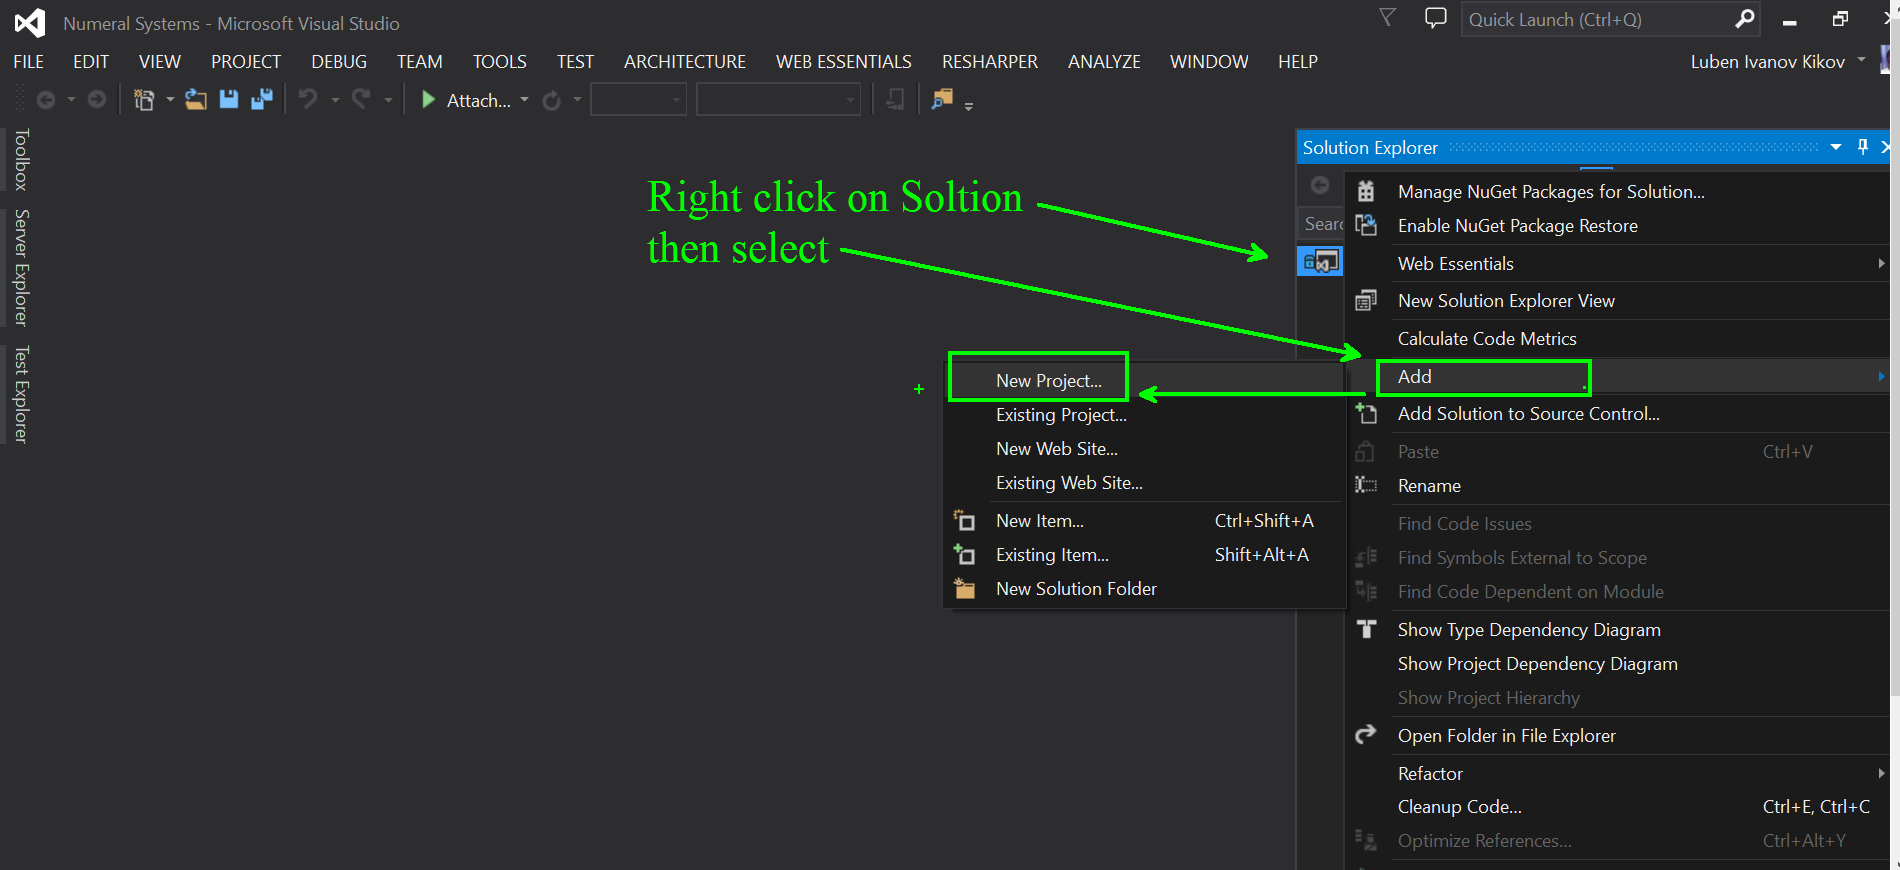 Numeral Systems - Microsoft Visual Studio
Quick Launch (Ctrl+Q)
FILE EDIT VIEW PROJECT DEBUG TEAM TOOLS TEST ARCHITECTURE WEB ESSENTIALS RESHARPER ANALYZE WINDOW HELP
Luben Ivanov Kikov
Attach...
Toolbox
Server Explorer
Test Explorer
Solution Explorer
Right click on Soltion
then select
Searc
Manage NuGet Packages for Solution...
Enable NuGet Package Restore
Web Essentials
New Solution Explorer View
Calculate Code Metrics
Add
Add Solution to Source Control...
Paste Ctrl+V
Rename
Find Code Issues
Find Symbols External to Scope
Find Code Dependent on Module
Show Type Dependency Diagram
Show Project Dependency Diagram
Show Project Hierarchy
Open Folder in File Explorer
Refactor
Cleanup Code... Ctrl+E, Ctrl+C
Optimize References... Ctrl+Alt+Y
New Project...
Existing Project...
New Web Site...
Existing Web Site...
New Item... Ctrl+Shift+A
Existing Item... Shift+Alt+A
New Solution Folder